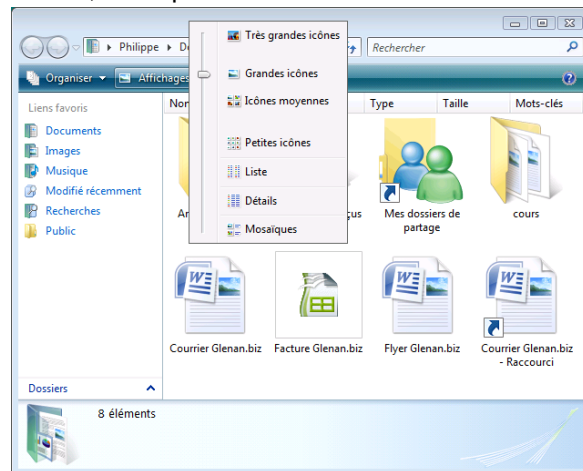 Philippe
Rechercher
Organiser
Très grandes icônes
Grandes icônes
Icônes moyennes
Petites icônes
Liste
Détails
Mosaïques
Type Taille Mots-clés
Liens favoris
Documents
Images
Musique
Modifié récemment
Recherches
Public
Mes dossiers de
partage
cours
Courrier Glenan.biz
Facture Glenan.biz
Flyer Glenan.biz
Courrier Glenan.biz
- Raccourci
Dossiers
8 éléments